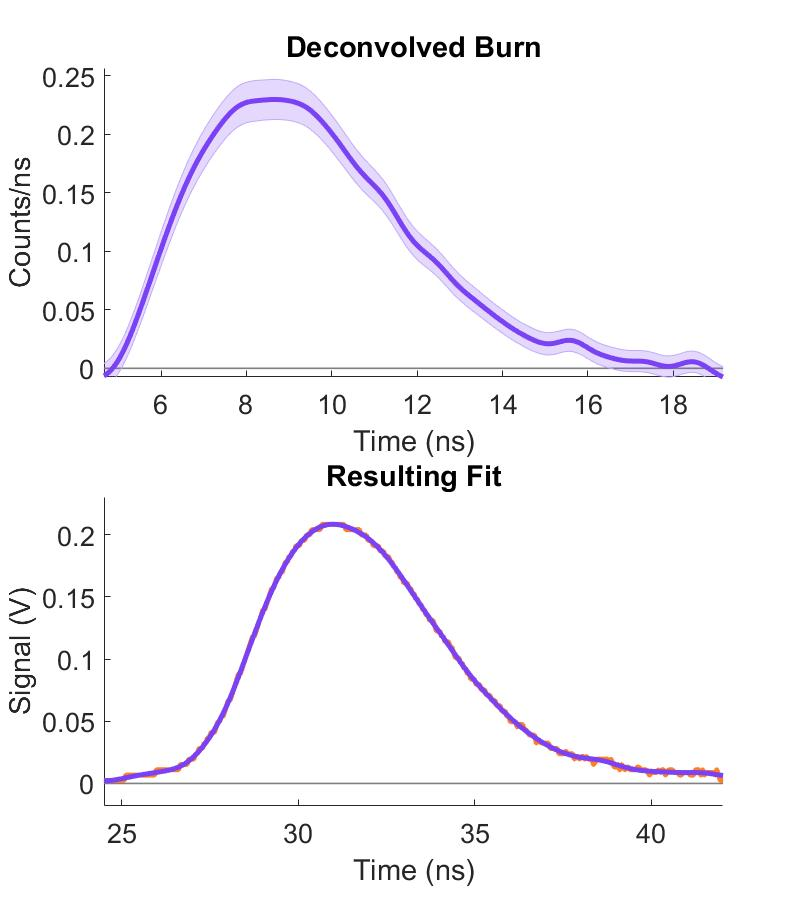 Deconvolved Burn
Counts/ns
0.25
0.2
0.15
0.1
0.05
0
6 8 10 12 14 16 18
Time (ns)
Resulting Fit
Signal (V)
0.2
0.15
0.1
0.05
0
25 30 35 40
Time (ns)